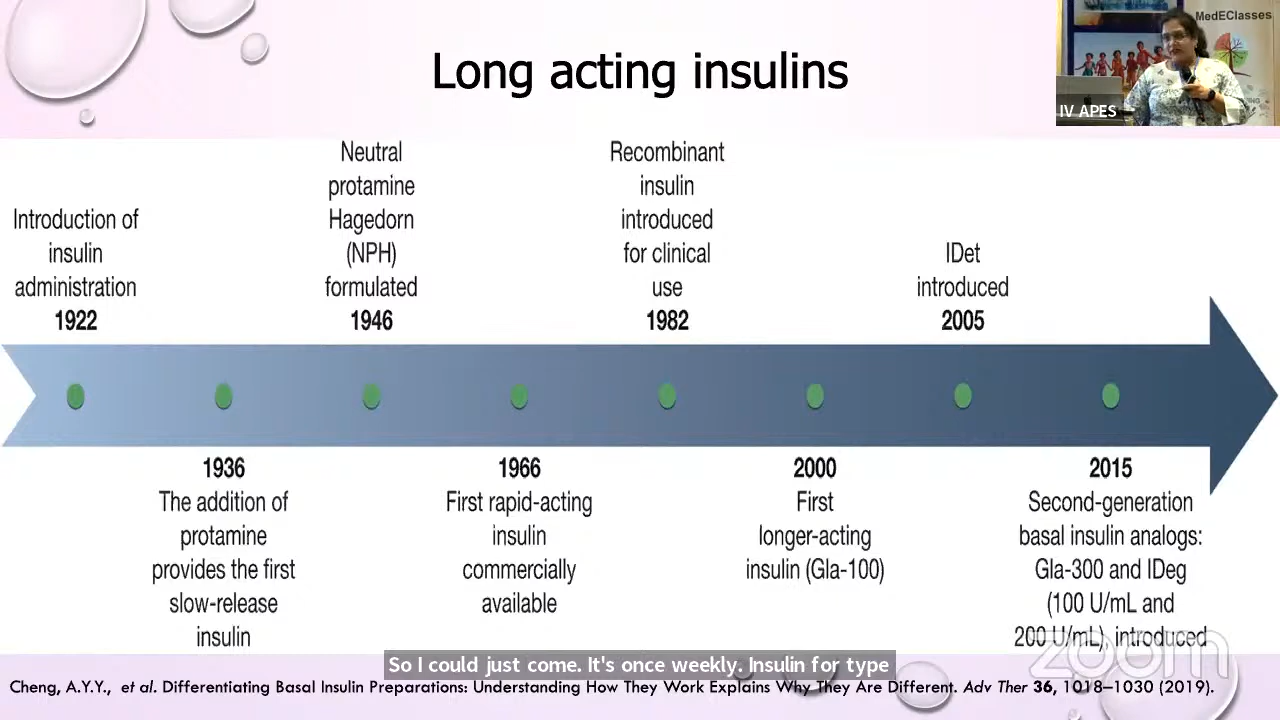 Long acting insulins
MedEClasses
IV APES
Introduction of
insulin
administration
1922
Neutral
protamine
Hagedorn
(NPH)
formulated
1946
Recombinant
insulin
introduced
for clinical
use
1982
IDet
introduced
2005
1936
The addition of
protamine
provides the first
slow-release
insulin
1966
First rapid-acting
insulin
commercially
available
2000
First
longer-acting
insulin (Gla-100)
2015
Second-generation
basal insulin analogs:
Gla-300 and IDeg
(100 U/mL and
200 U/mL), introduced
zoom
So I could just come. It's once weekly. Insulin for type
Cheng, A.Y.Y., et al. Differentiating Basal Insulin Preparations: Understanding How They Work Explains Why They Are Different. Adv Ther 36, 1018–1030 (2019).